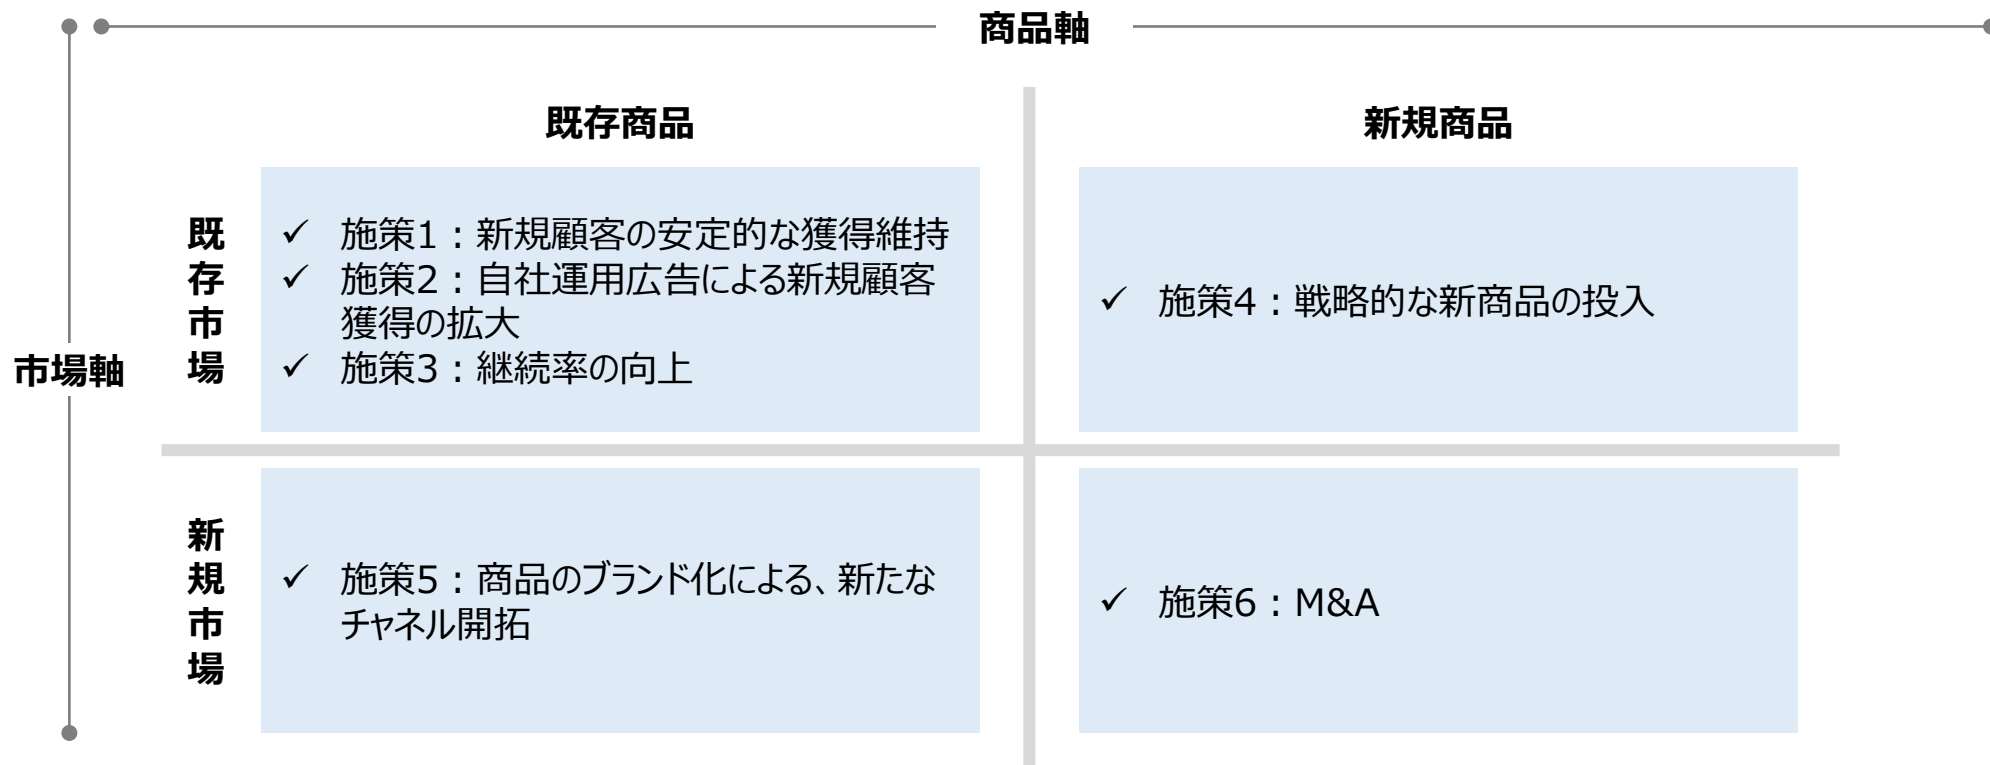 商品軸
既存商品
新規商品
市場軸
既存市場
✓ 施策1：新規顧客の安定的な獲得維持
✓ 施策2：自社運用広告による新規顧客
獲得の拡大
✓ 施策3：継続率の向上
✓ 施策4：戦略的な新商品の投入
新規市場
✓ 施策5：商品のブランド化による、新たな
チャネル開拓
✓ 施策6：M&A